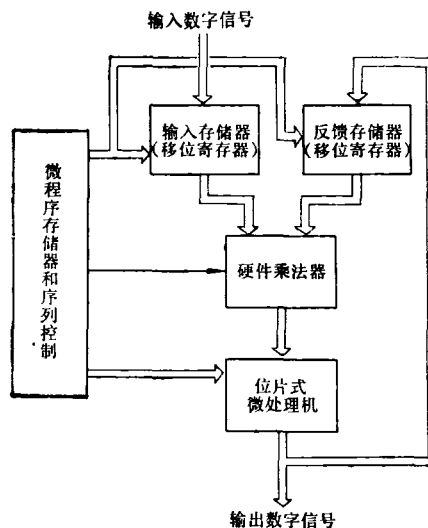 输入数字信号
输入存储器
(移位寄存器)
反馈存储器
(移位寄存器)
微程序存储器和序列控制
硬件乘法器
位片式
微处理机
输出数字信号